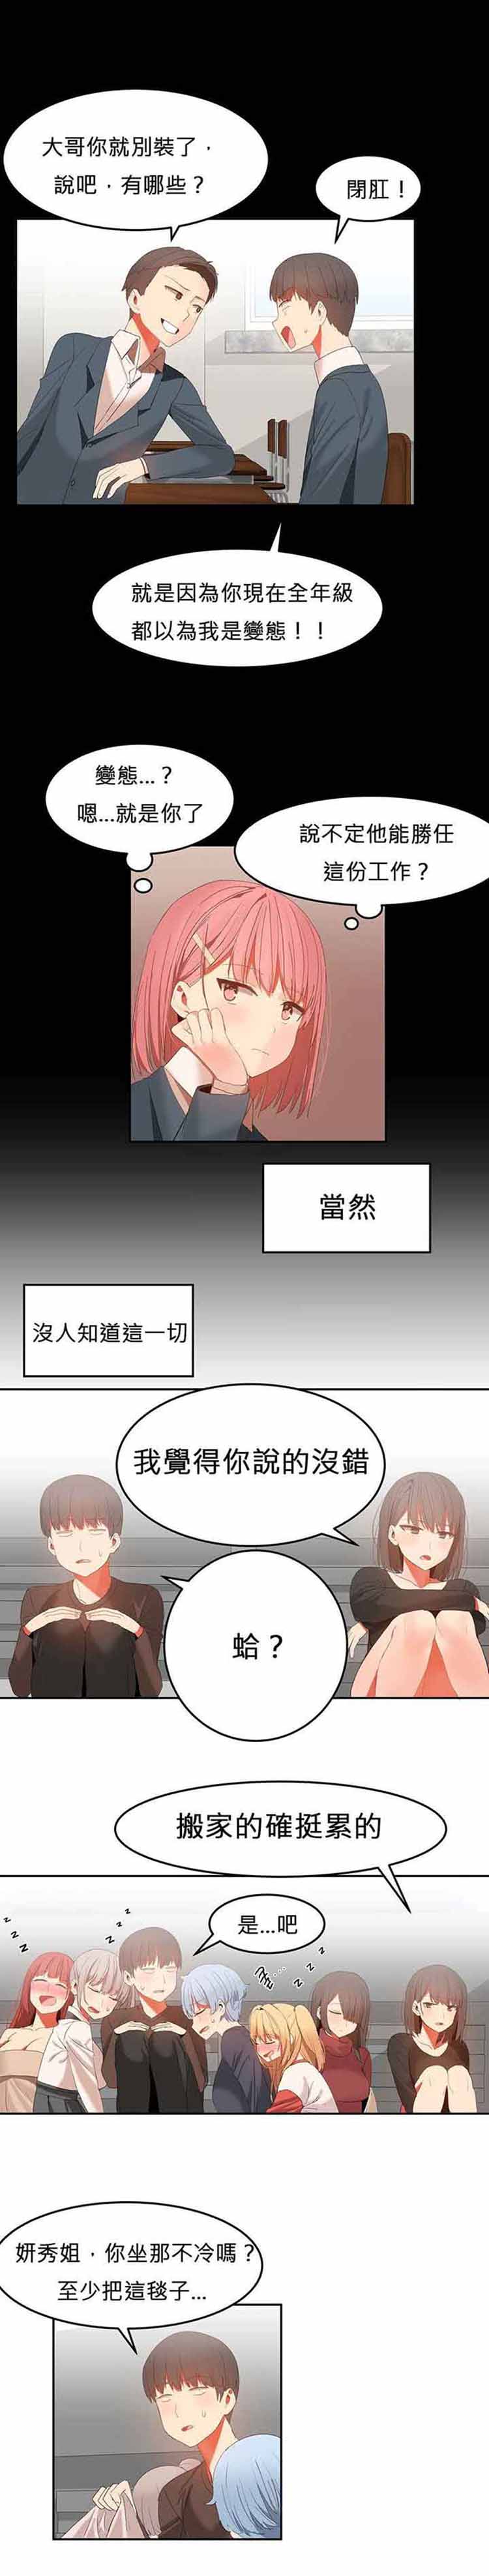 大哥你就別裝了，
說吧，有哪些？
閉肛！
就是因為你現在全年級
都以為我是變態！！
變態...？
嗯...就是你了
說不定他能勝任
這份工作？
當然
沒人知道這一切
我覺得你說的沒錯
蛤？
搬家的確挺累的
是...吧
z z z
z z z
z z z
妍秀姐，你坐那不冷嗎？
至少把這毯子...